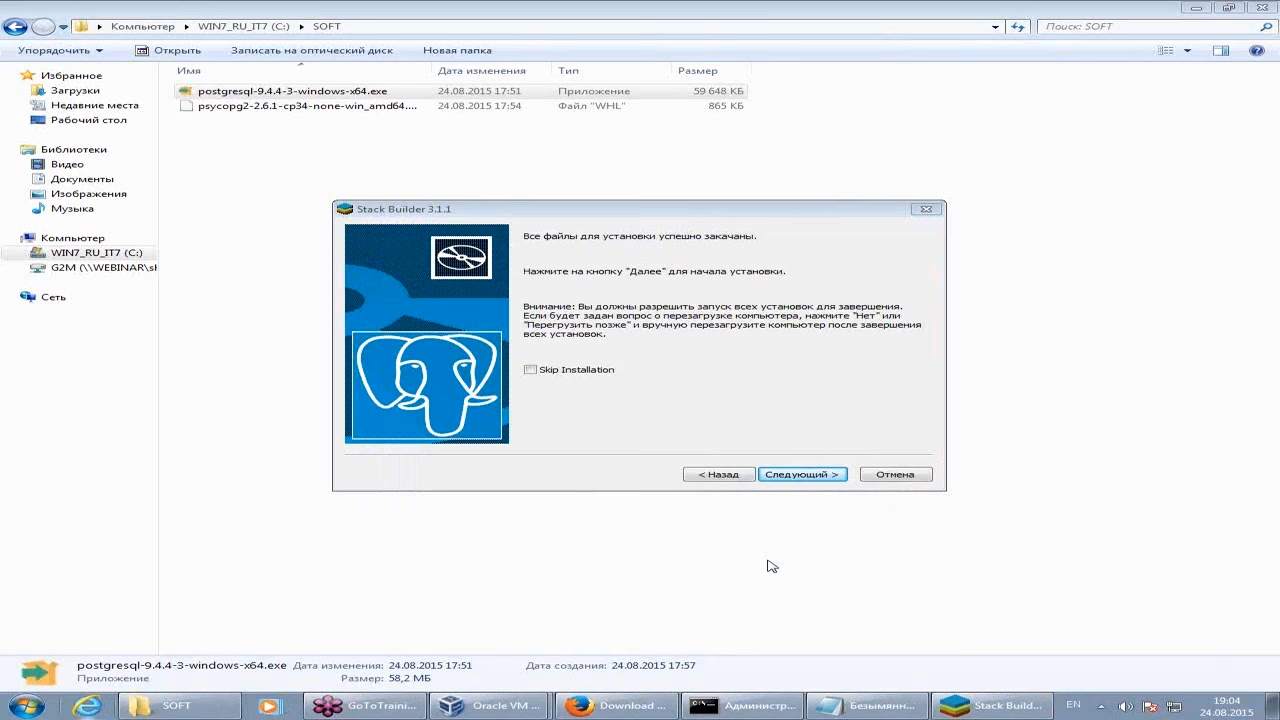 Компьютер WIN7_RU_IT7 (C:) SOFT
Поиск: SOFT
Упорядочить Открыть Записать на оптический диск Новая папка
Избранное
Загрузки
Недавние места
Рабочий стол
Библиотеки
Видео
Документы
Изображения
Музыка
Компьютер
WIN7_RU_IT7 (C:)
G2M (\\WEBINAR\sh
Сеть
Имя Дата изменения Тип Размер
postgresql-9.4.4-3-windows-x64.exe 24.08.2015 17:51 Приложение 59 648 КБ
psycopg2-2.6.1-cp34-none-win_amd64.... 24.08.2015 17:54 Файл "WHL" 865 КБ
Stack Builder 3.1.1
Все файлы для установки успешно закачаны.
Нажмите на кнопку "Далее" для начала установки.
Внимание: Вы должны разрешить запуск всех установок для завершения.
Если будет задан вопрос о перезагрузке компьютера, нажмите "Нет" или
"Перегрузить позже" и вручную перезагрузите компьютер после завершения
всех установок.
Skip Installation
< Назад Следующий > Отмена
postgresql-9.4.4-3-windows-x64.exe Дата изменения: 24.08.2015 17:51 Дата создания: 24.08.2015 17:57
Приложение Размер: 58,2 МБ
SOFT GoToTraini... Oracle VM ... Download ... Администр... Безымянн... Stack Build... EN
19:04
24.08.2015